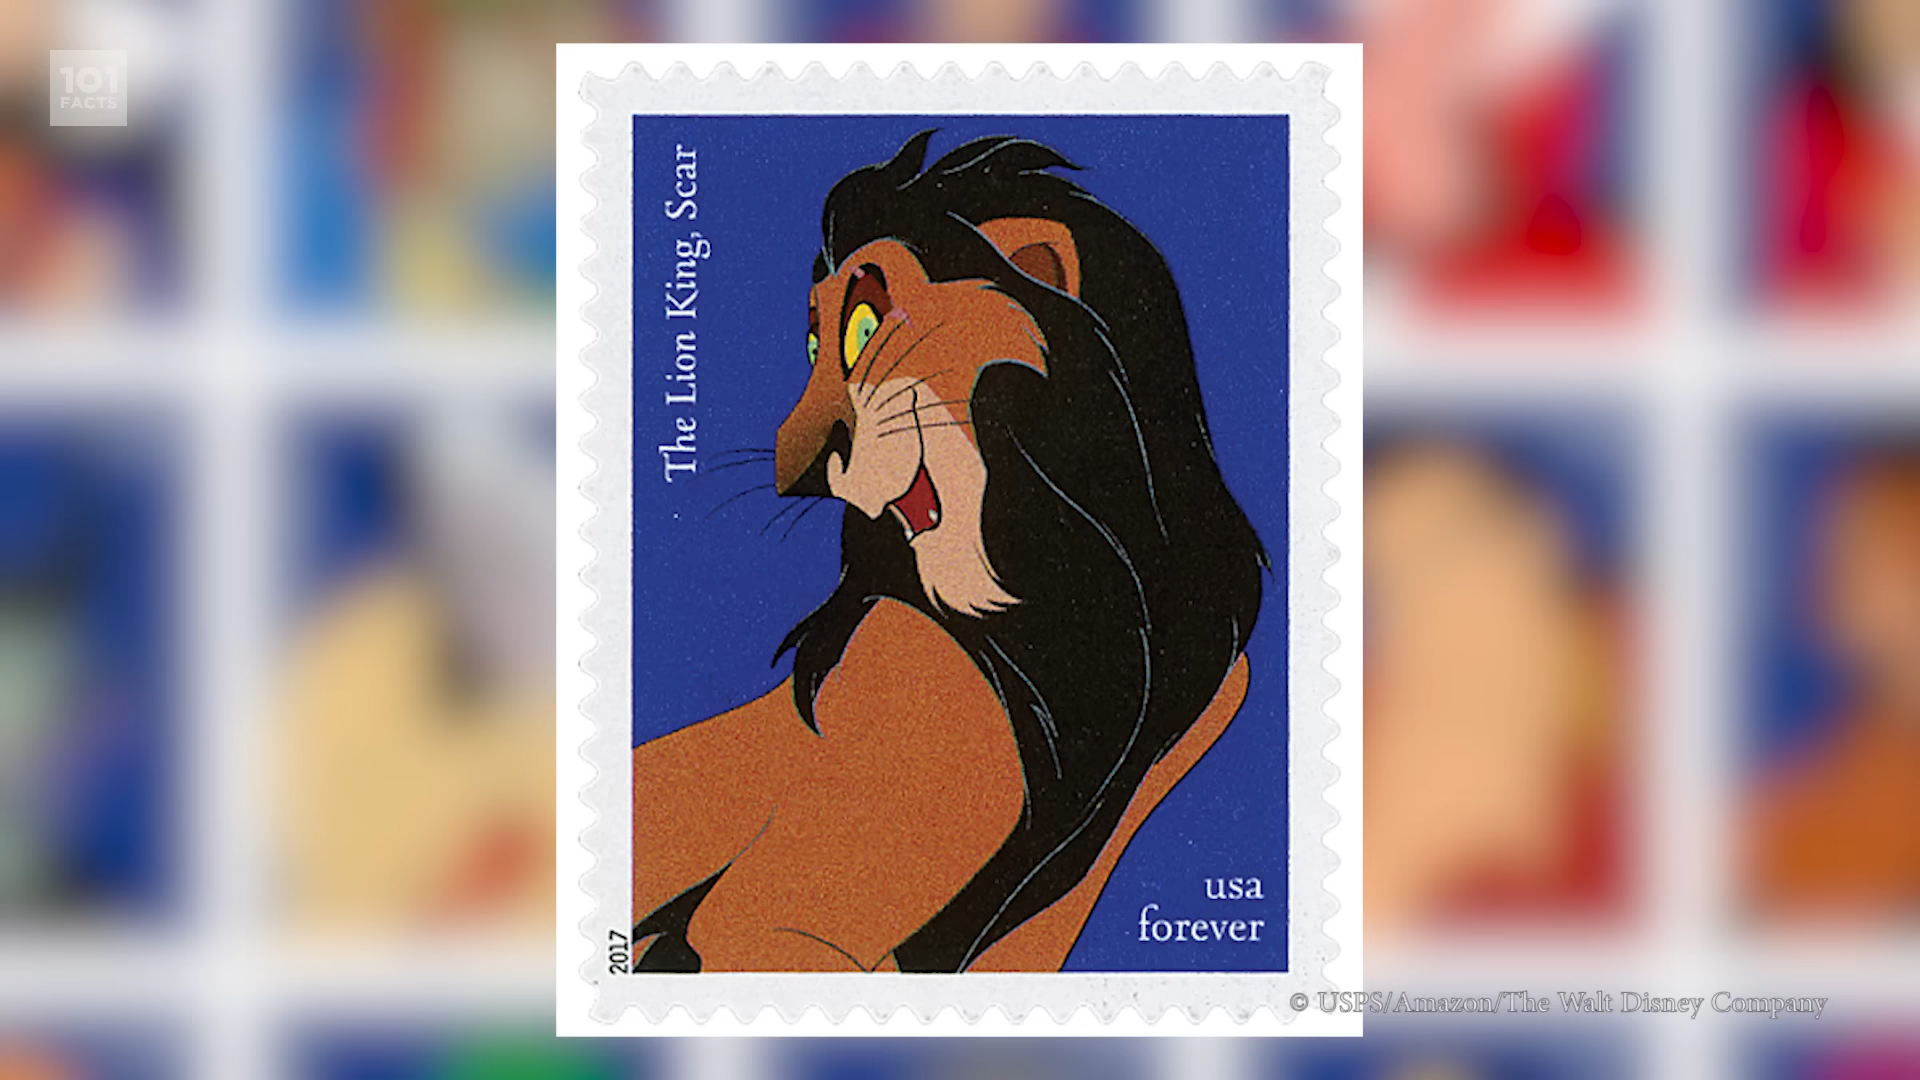 101
FACTS
The Lion King, Scar
usa
forever
2017
© USPS/Amazon/The Walt Disney Company